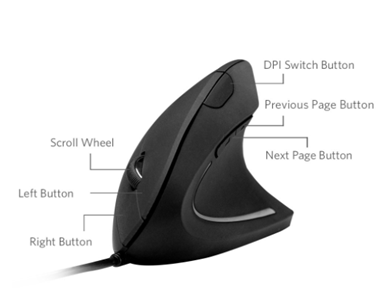 DPI Switch Button
Previous Page Button
Scroll Wheel
Next Page Button
Left Button
Right Button